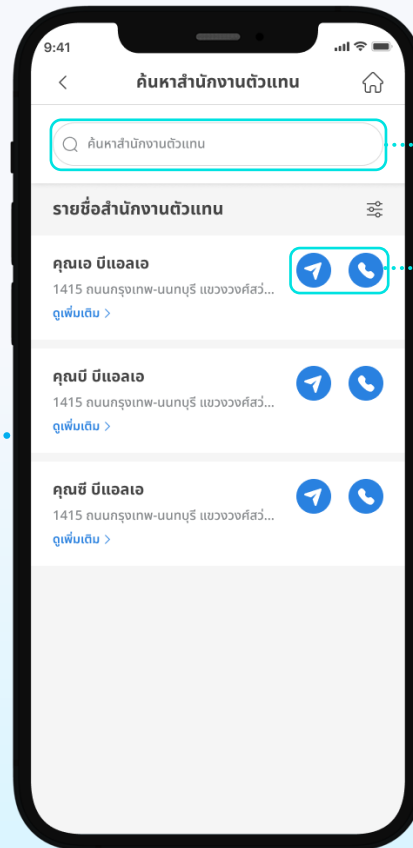 9:41
ค้นหาสำนักงานตัวแทน
ค้นหาสำนักงานตัวแทน
รายชื่อสำนักงานตัวแทน
คุณเอ บีแอลเอ
1415 ถนนกรุงเทพ-นนทบุรี แขวงวงศ์สว่...
ดูเพิ่มเติม >
คุณบี บีแอลเอ
1415 ถนนกรุงเทพ-นนทบุรี แขวงวงศ์สว่...
ดูเพิ่มเติม >
คุณซี บีแอลเอ
1415 ถนนกรุงเทพ-นนทบุรี แขวงวงศ์สว่...
ดูเพิ่มเติม >